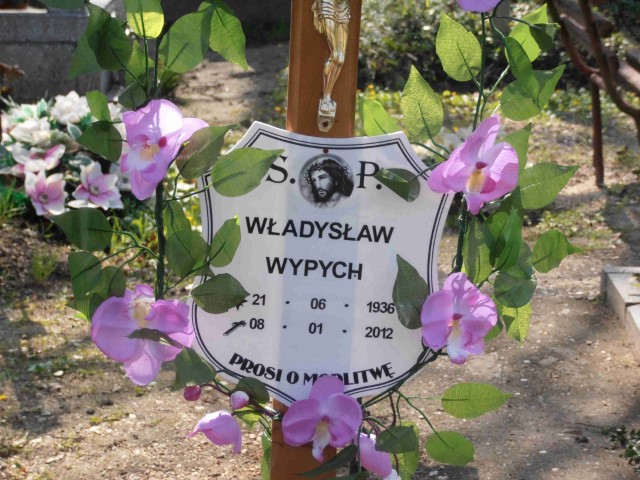 S. P.
WŁADYSŁAW
WYPYCH
21 · 06 · 1936
08 · 01 · 2012
PROSI O MODLITWĘ